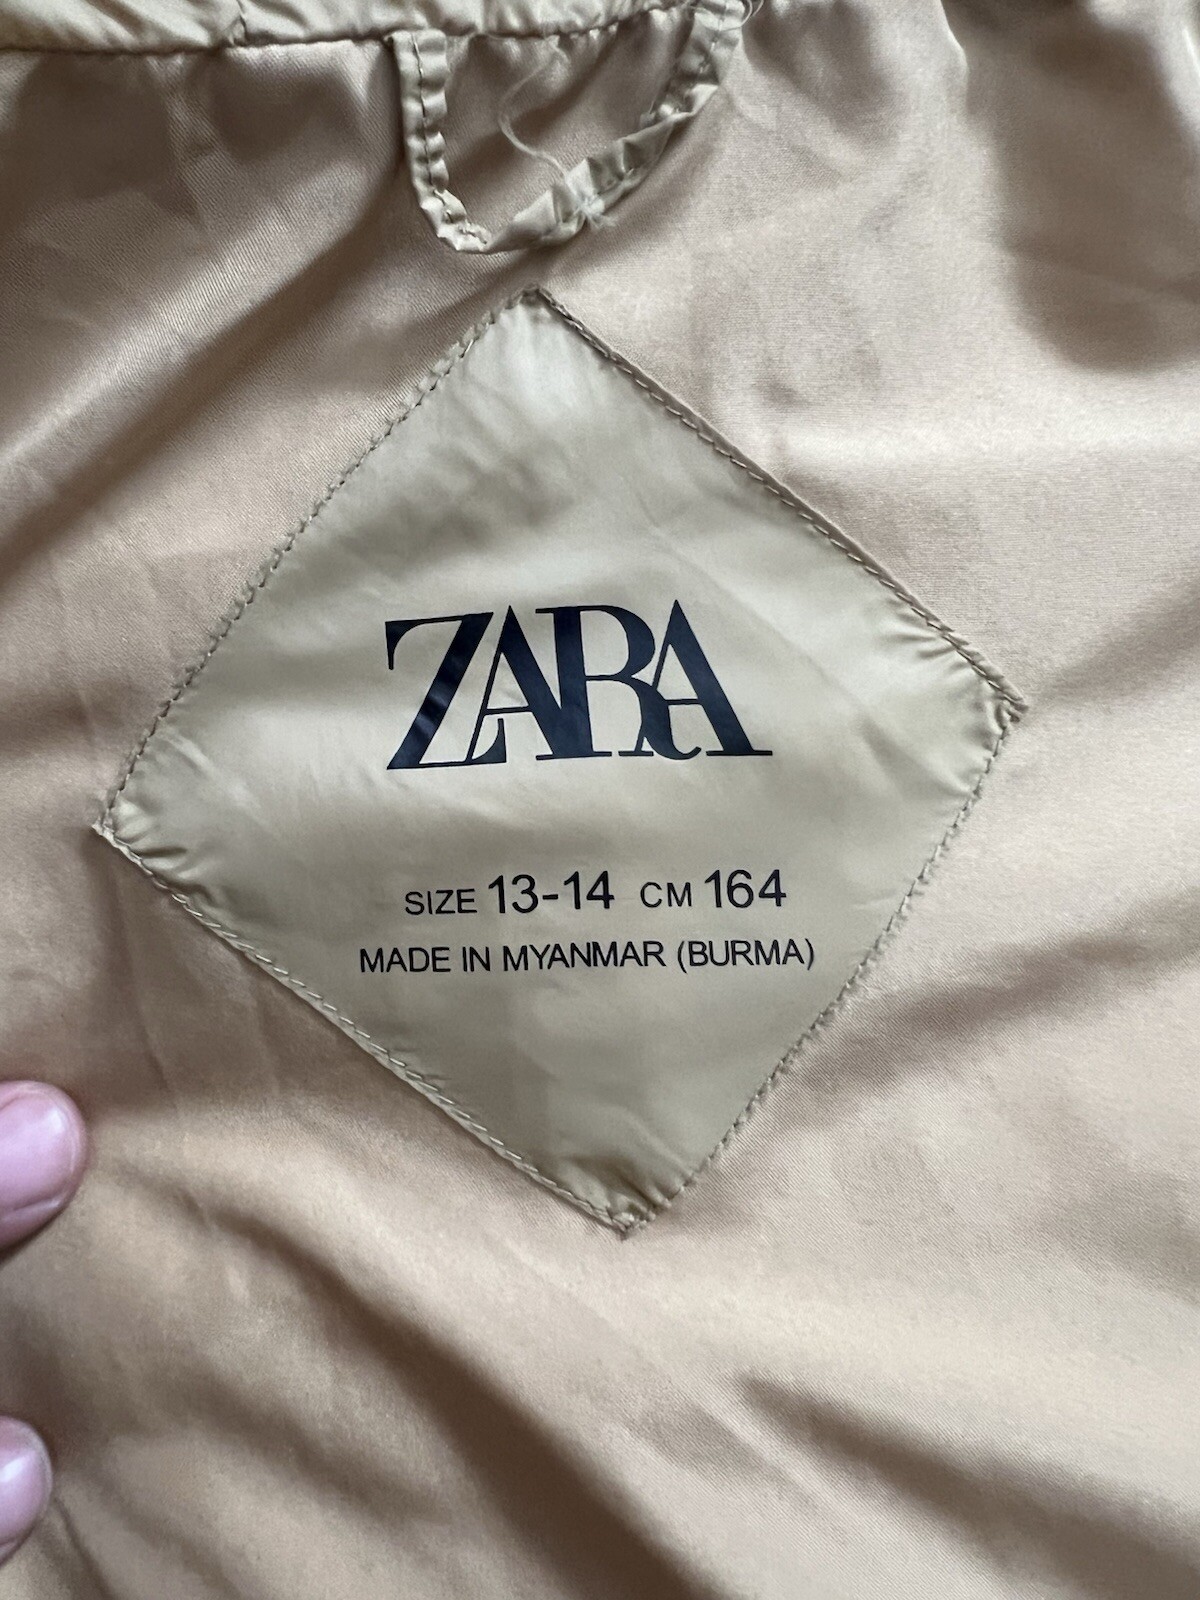 ZARA
SIZE 13-14 CM 164
MADE IN MYANMAR (BURMA)